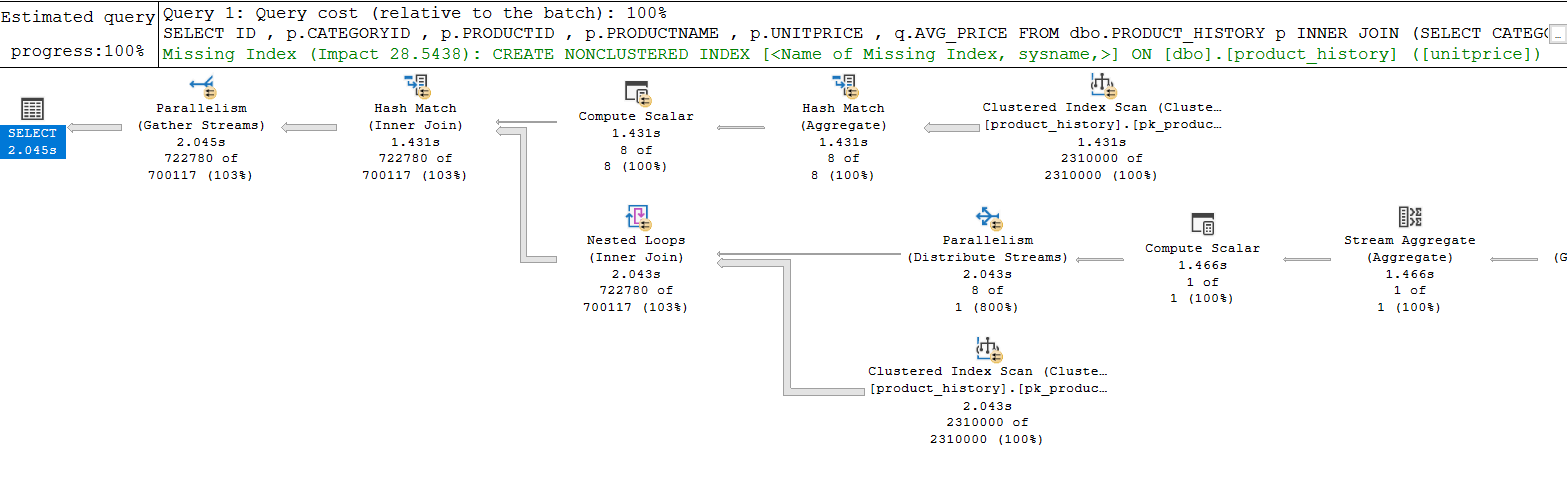 Estimated query
progress:100%
Query 1: Query cost (relative to the batch): 100%
SELECT ID , p.CATEGORYID , p.PRODUCTID , p.PRODUCTNAME , p.UNITPRICE , q.AVG_PRICE FROM dbo.PRODUCT_HISTORY p INNER JOIN (SELECT CATEGO
Missing Index (Impact 28.5438): CREATE NONCLUSTERED INDEX [<Name of Missing Index, sysname,>] ON [dbo].[product_history] ([unitprice])
SELECT
2.045s
Parallelism
(Gather Streams)
2.045s
722780 of
700117 (103%)
Hash Match
(Inner Join)
1.431s
722780 of
700117 (103%)
Compute Scalar
1.431s
8 of
8 (100%)
Hash Match
(Aggregate)
1.431s
8 of
8 (100%)
Clustered Index Scan (Cluste…
[product_history].[pk_produc…
1.431s
2310000 of
2310000 (100%)
Nested Loops
(Inner Join)
2.043s
722780 of
700117 (103%)
Parallelism
(Distribute Streams)
2.043s
8 of
1 (800%)
Compute Scalar
1.466s
1 of
1 (100%)
Stream Aggregate
(Aggregate)
1.466s
1 of
1 (100%)
(G
Clustered Index Scan (Cluste…
[product_history].[pk_produc…
2.043s
2310000 of
2310000 (100%)